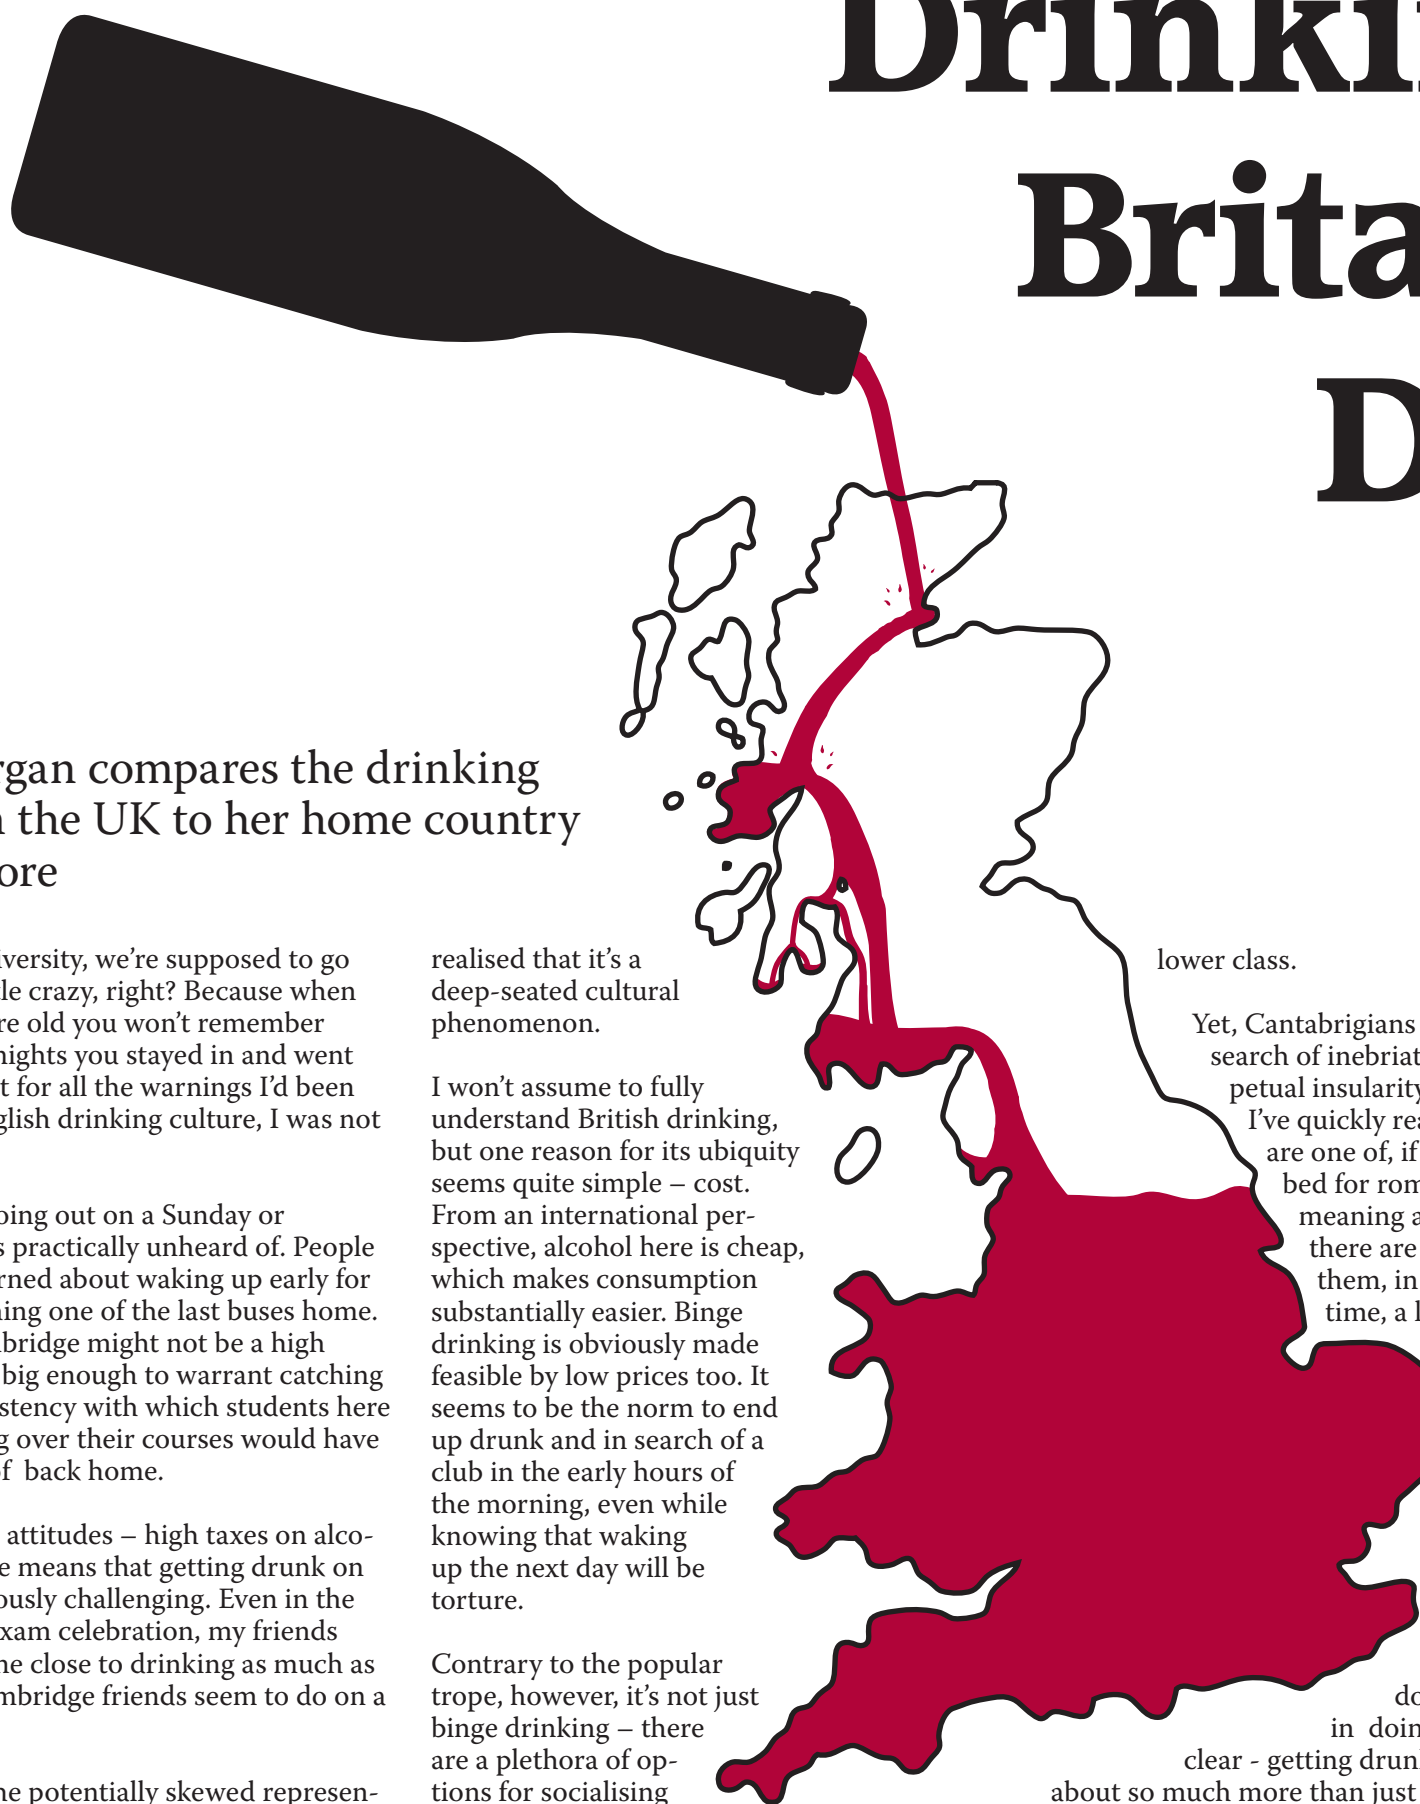 Drinki
Brita
D
rgan compares the drinking
the UK to her home country
ore
iversity, we're supposed to go
tle crazy, right? Because when
re old you won't remember
nights you stayed in and went
t for all the warnings I'd been
glish drinking culture, I was not
oing out on a Sunday or
s practically unheard of. People
rned about waking up early for
hing one of the last buses home.
bridge might not be a high
big enough to warrant catching
stency with which students here
g over their courses would have
of back home.
attitudes – high taxes on alco-
e means that getting drunk on
ously challenging. Even in the
xam celebration, my friends
ne close to drinking as much as
mbridge friends seem to do on a
he potentially skewed represen-
realised that it's a
deep-seated cultural
phenomenon.
I won't assume to fully
understand British drinking,
but one reason for its ubiquity
seems quite simple – cost.
From an international per-
spective, alcohol here is cheap,
which makes consumption
substantially easier. Binge
drinking is obviously made
feasible by low prices too. It
seems to be the norm to end
up drunk and in search of a
club in the early hours of
the morning, even while
knowing that waking
up the next day will be
torture.
Contrary to the popular
trope, however, it's not just
binge drinking – there
are a plethora of op-
tions for socialising
lower class.
Yet, Cantabrigians
search of inebriat
petual insularity
I've quickly rea
are one of, if
bed for rom
meaning a
there are
them, in
time, a l
do
in doin
clear - getting drun
about so much more than just